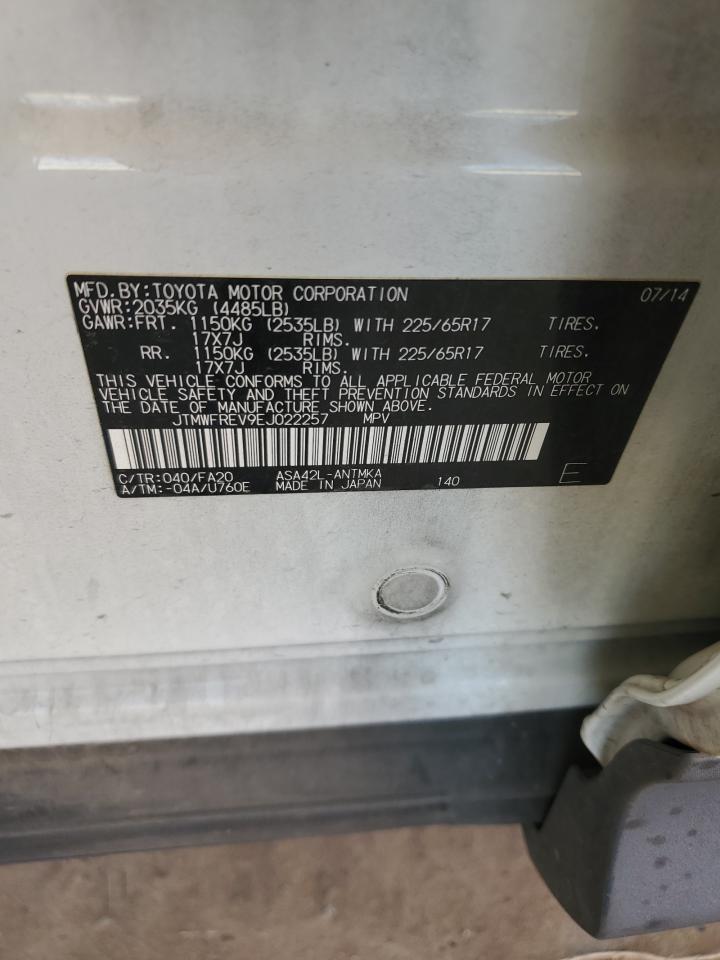 MFD.BY:TOYOTA MOTOR CORPORATION 07/14
GVWR:2035KG (4485LB)
GAWR:FRT. 1150KG (2535LB) WITH 225/65R17 TIRES.
17X7J RIMS.
RR. 1150KG (2535LB) WITH 225/65R17 TIRES.
17X7J RIMS.
THIS VEHICLE CONFORMS TO ALL APPLICABLE FEDERAL MOTOR
VEHICLE SAFETY AND THEFT PREVENTION STANDARDS IN EFFECT ON
THE DATE OF MANUFACTURE SHOWN ABOVE.
JTMWFREV9EJ022257 MPV
C/TR:040/FA20 ASA42L-ANTMKA
A/TM:-04A/U760E MADE IN JAPAN 140 E